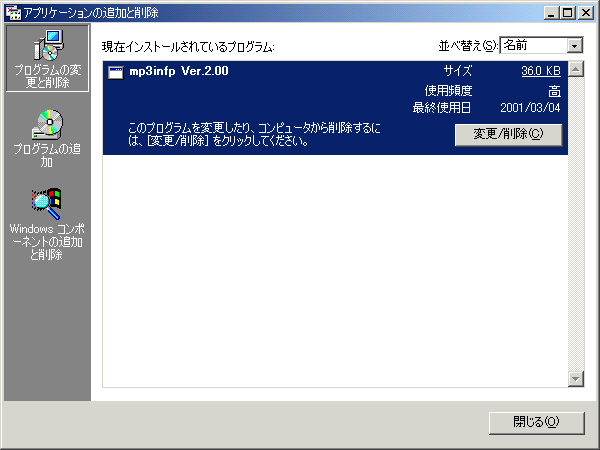 アプリケーションの追加と削除
プログラムの変
更と削除
プログラムの追
加
Windows コンポ
ーネントの追加
と削除
現在インストールされているプログラム:
並べ替え(S): 名前
mp3infp Ver.2.00
サイズ 36.0 KB
使用頻度 高
最終使用日 2001/03/04
このプログラムを変更したり、コンピュータから削除するに
は、[変更/削除] をクリックしてください。
変更/削除(C)
閉じる(O)